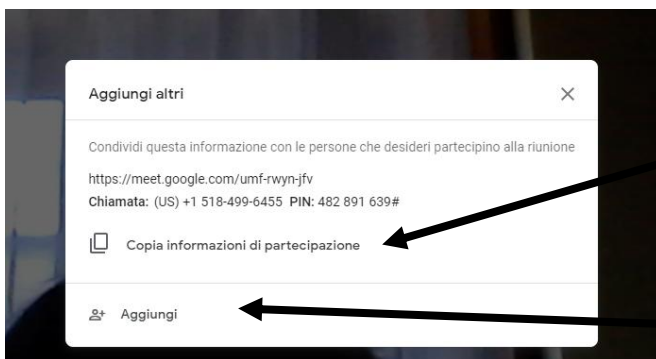 Aggiungi altri
Condividi questa informazione con le persone che desideri partecipino alla riunione
https://meet.google.com/umf-rwyn-jfv
Chiamata: (US) +1 518-499-6455 PIN: 482 891 639#
Copia informazioni di partecipazione
Aggiungi